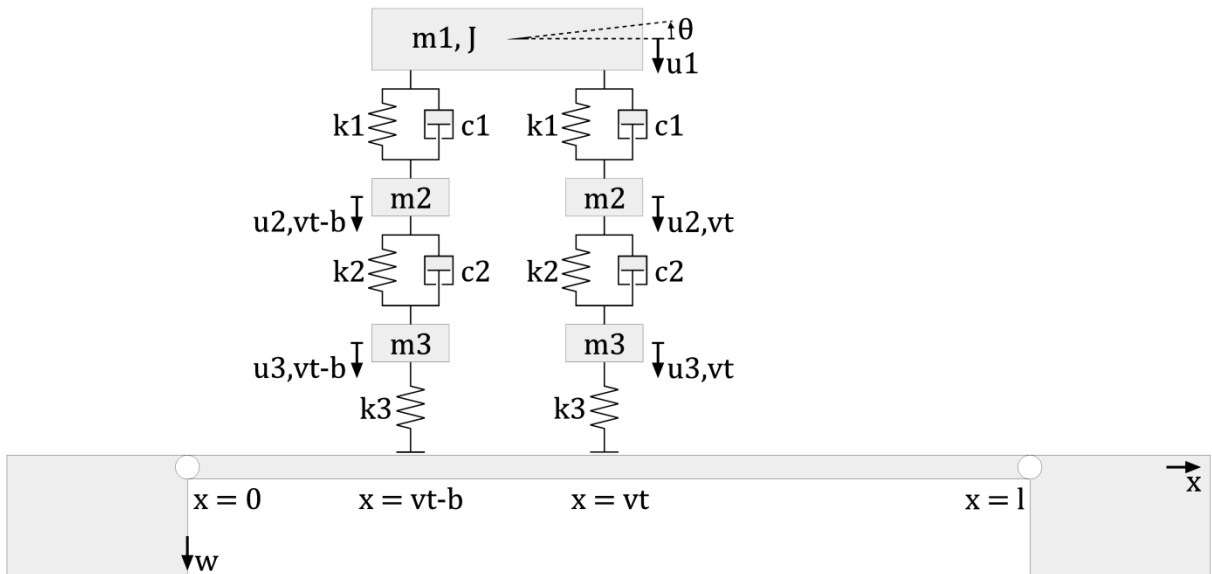 m1, J
θ
u1
k1
c1
k1
c1
m2
m2
u2,vt-b
u2,vt
k2
c2
k2
c2
m3
m3
u3,vt-b
u3,vt
k3
k3
x = 0
x = vt-b
x = vt
x = l
x
w